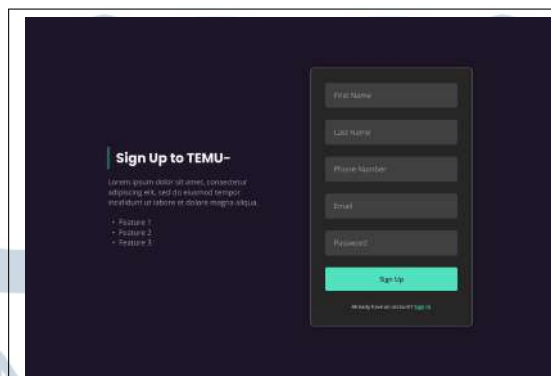 Sign Up to TEMU-
Lorem ipsum dolor sit amet, consectetur
adipiscing elit, sed do eiusmod tempor
incididunt ut labore et dolore magna aliqua.
• Feature 1
• Feature 2
• Feature 3
First Name
Last Name
Phone Number
Email
Password
Sign Up
Already have an account? Sign In